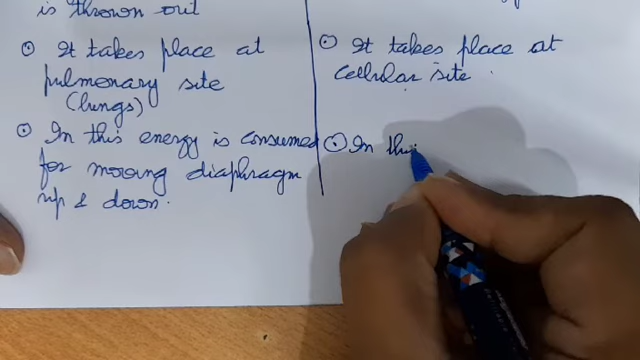 is thrown out
⊙ It takes place at
pulmonary site
(lungs)
⊙ In this energy is consumed
for moving diaphragm
up & down.
⊙ It takes place at
cellular site.
⊙ In this